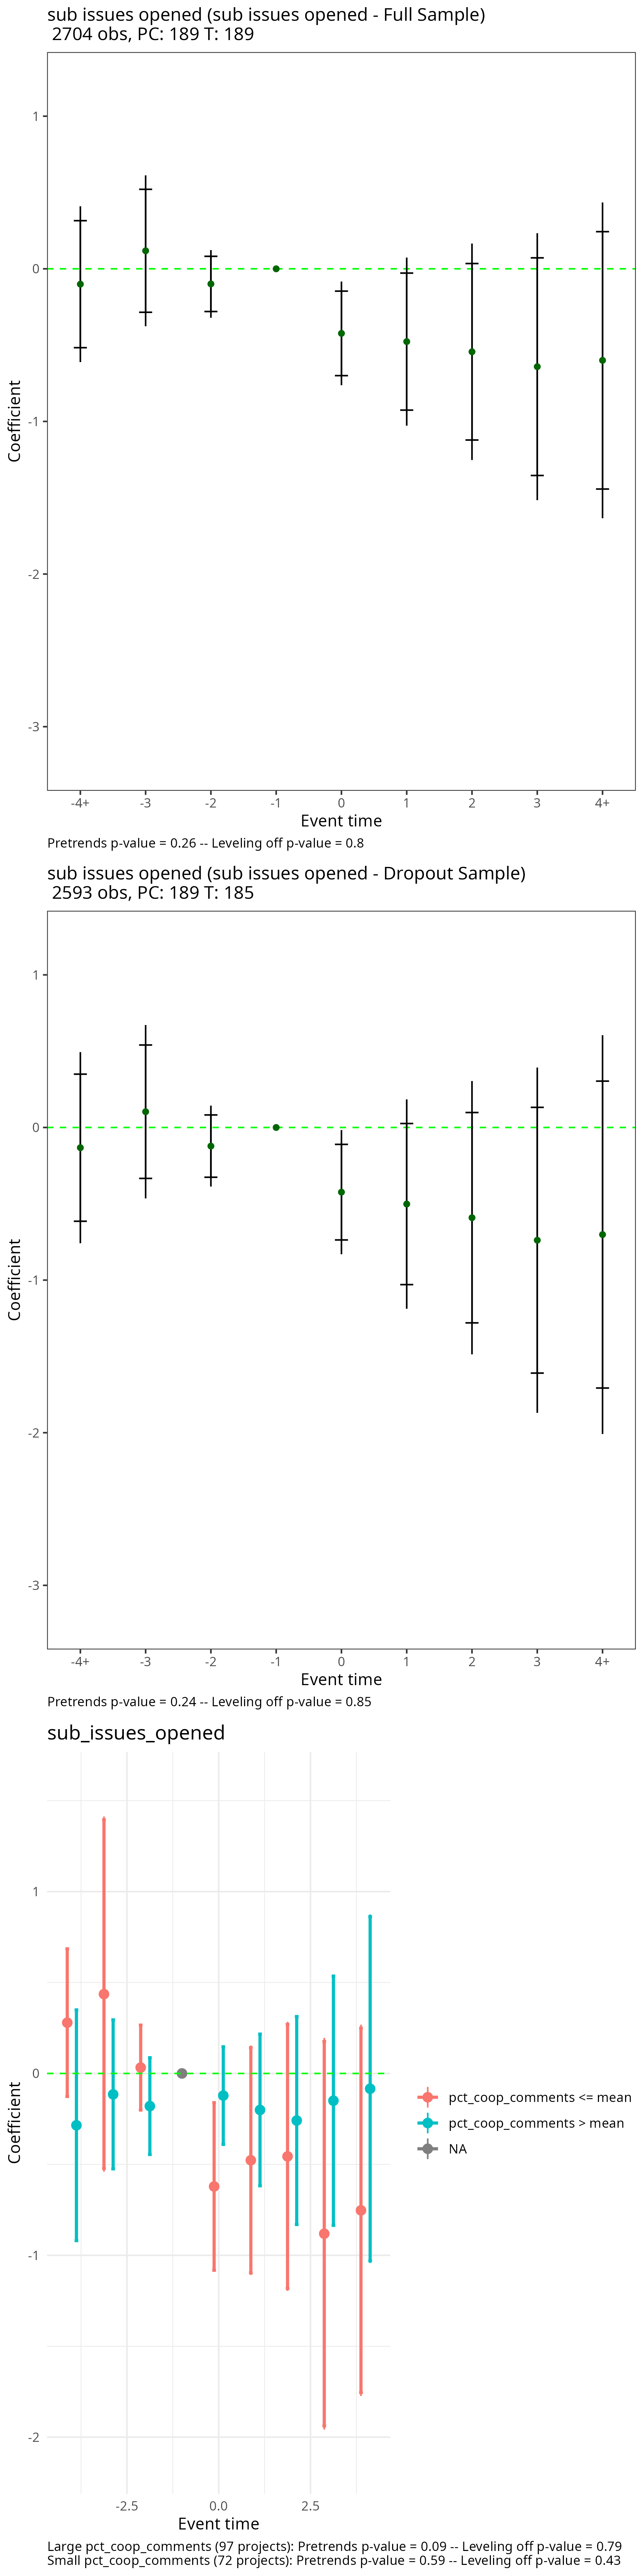 sub issues opened (sub issues opened - Full Sample)
2704 obs, PC: 189 T: 189
1
0
-1
-2
-3
Coefficient
-4+ -3 -2 -1 0 1 2 3 4+
Event time
Pretrends p-value = 0.26 -- Leveling off p-value = 0.8
sub issues opened (sub issues opened - Dropout Sample)
2593 obs, PC: 189 T: 185
1
0
-1
-2
-3
Coefficient
-4+ -3 -2 -1 0 1 2 3 4+
Event time
Pretrends p-value = 0.24 -- Leveling off p-value = 0.85
sub_issues_opened
1
0
-1
-2
Coefficient
-2.5 0.0 2.5
Event time
pct_coop_comments <= mean
pct_coop_comments > mean
NA
Large pct_coop_comments (97 projects): Pretrends p-value = 0.09 -- Leveling off p-value = 0.79
Small pct_coop_comments (72 projects): Pretrends p-value = 0.59 -- Leveling off p-value = 0.43